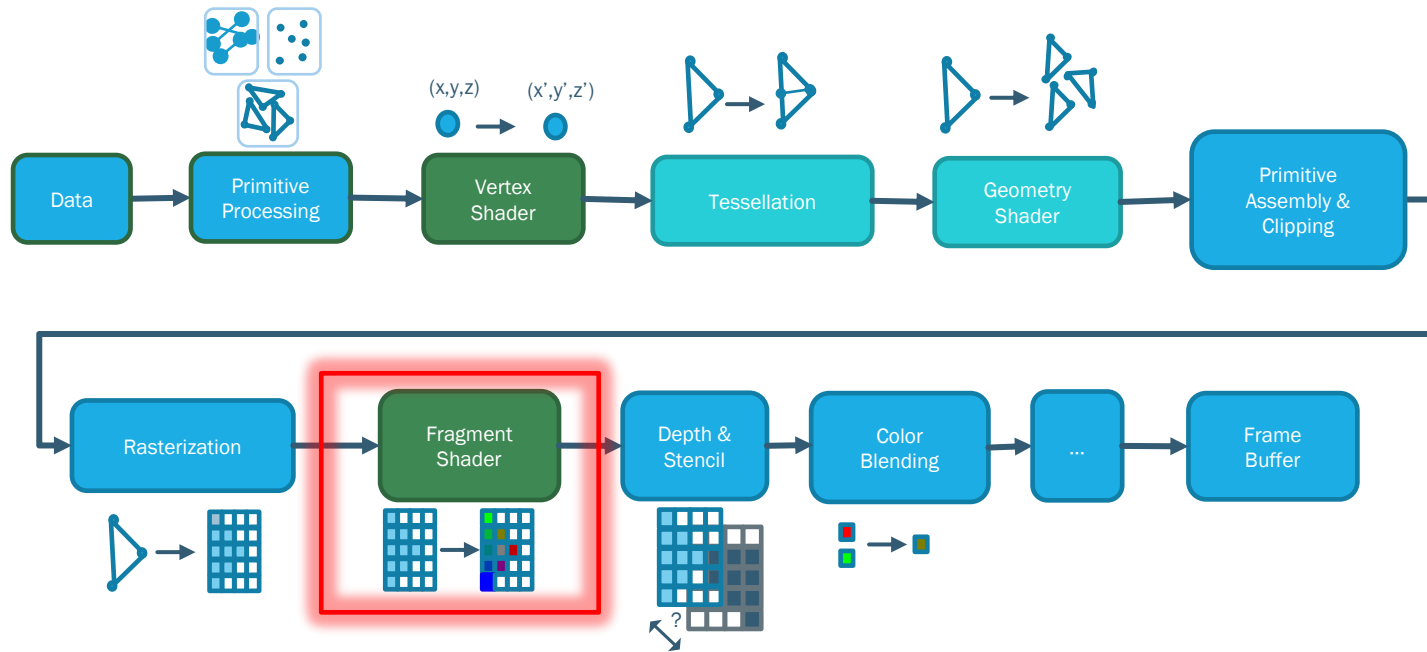 (x,y,z)
(x’,y’,z’)
Data
Primitive
Processing
Vertex
Shader
Tessellation
Geometry
Shader
Primitive
Assembly &
Clipping
Rasterization
Fragment
Shader
Depth &
Stencil
Color
Blending
...
Frame
Buffer
?